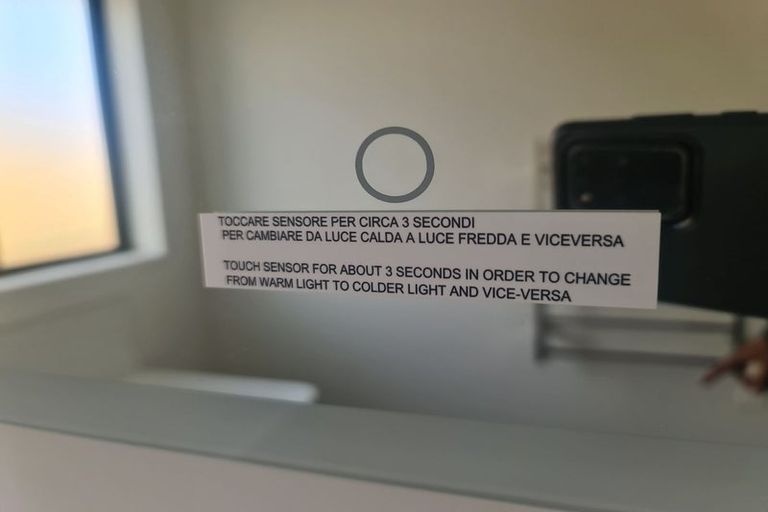 TOCCARE SENSORE PER CIRCA 3 SECONDI
PER CAMBIARE DA LUCE CALDA A LUCE FREDDA E VICEVERSA
TOUCH SENSOR FOR ABOUT 3 SECONDS IN ORDER TO CHANGE
FROM WARM LIGHT TO COLDER LIGHT AND VICE-VERSA